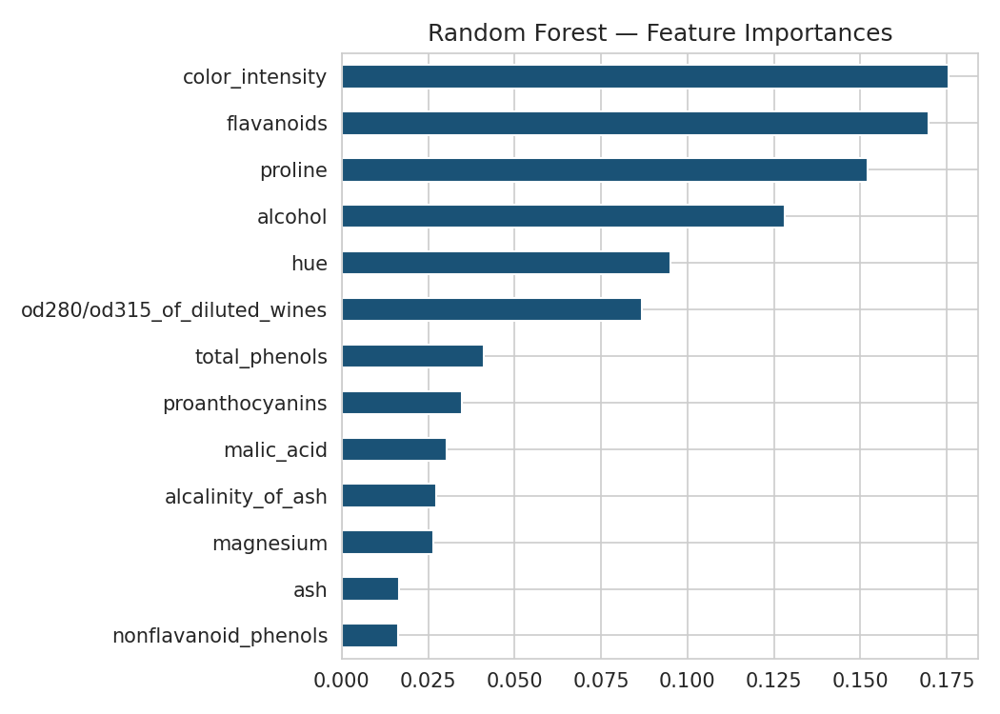 Random Forest — Feature Importances
color_intensity
flavanoids
proline
alcohol
hue
od280/od315_of_diluted_wines
total_phenols
proanthocyanins
malic_acid
alcalinity_of_ash
magnesium
ash
nonflavanoid_phenols
0.000 0.025 0.050 0.075 0.100 0.125 0.150 0.175